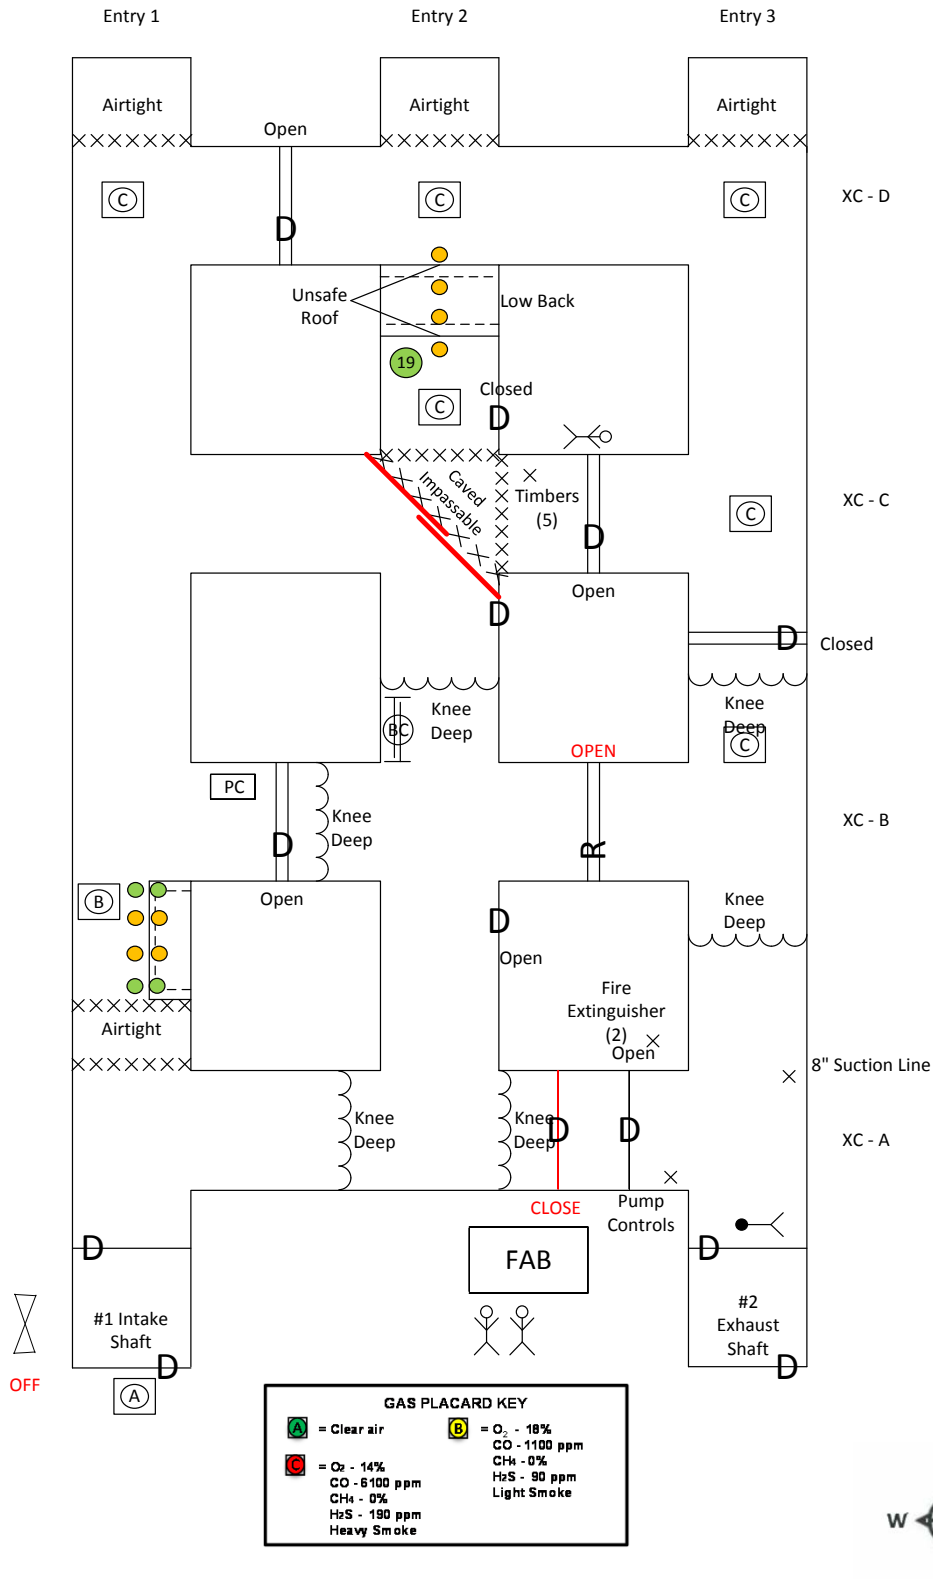 Entry 1
Entry 2
Entry 3
Airtight
Airtight
Airtight
Open
C
C
C
XC - D
D
Unsafe
Roof
Low Back
19
Closed
C
D
Caved
Impassable
Timbers
(5)
C
XC - C
D
Open
D
D
Closed
Knee
Deep
Knee
Deep
BC
C
OPEN
PC
Knee
Deep
D
R
XC - B
Open
B
Knee
Deep
D
Open
Fire
Extinguisher
(2)
Open
Airtight
8" Suction Line
Knee
Deep
Knee
Deep
D
D
XC - A
CLOSE
Pump
Controls
D
D
FAB
#1 Intake
Shaft
#2
Exhaust
Shaft
D
D
OFF
A
GAS PLACARD KEY
A = Clear air
B = O2 - 18%
CO - 1100 ppm
CH4 - 0%
H2S - 90 ppm
Light Smoke
C = O2 - 14%
CO - 6100 ppm
CH4 - 0%
H2S - 190 ppm
Heavy Smoke
W